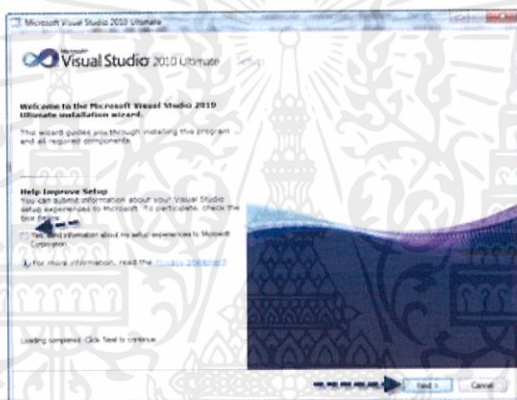 Microsoft Visual Studio 2010 Ultimate
Microsoft
Visual Studio 2010 Ultimate Setup
Welcome to the Microsoft Visual Studio 2010
Ultimate installation wizard.
This wizard guides you through installing this program
and all required components.
Help Improve Setup
You can submit information about your Visual Studio
setup experiences to Microsoft. To participate, check the
box below.
Yes, send information about my setup experiences to Microsoft
Corporation.
For more information, read the Privacy Statement
Loading completed. Click Next to continue.
Next >
Cancel